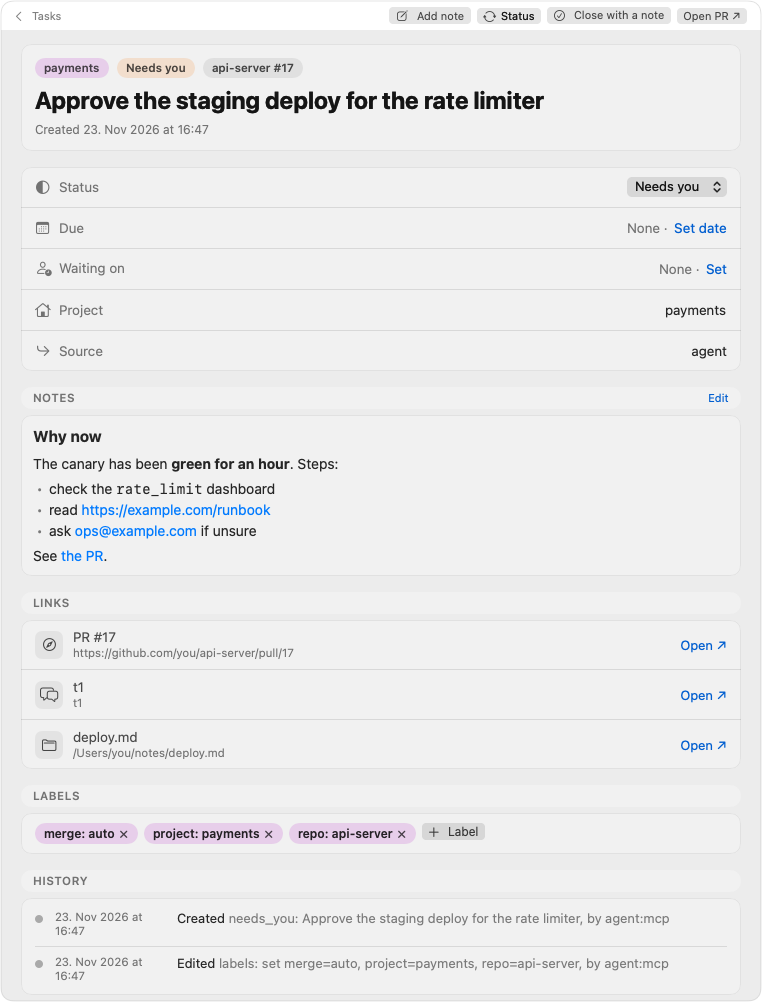 Tasks
Add note
Status
Close with a note
Open PR ↗
payments
Needs you
api-server #17
Approve the staging deploy for the rate limiter
Created 23. Nov 2026 at 16:47
Status
Needs you
Due
None · Set date
Waiting on
None · Set
Project
payments
Source
agent
NOTES
Edit
Why now
The canary has been green for an hour. Steps:
• check the rate_limit dashboard
• read https://example.com/runbook
• ask ops@example.com if unsure
See the PR.
LINKS
PR #17
https://github.com/you/api-server/pull/17
Open ↗
t1
t1
Open ↗
deploy.md
/Users/you/notes/deploy.md
Open ↗
LABELS
merge: auto ×
project: payments ×
repo: api-server ×
+ Label
HISTORY
23. Nov 2026 at
16:47
Created needs_you: Approve the staging deploy for the rate limiter, by agent:mcp
23. Nov 2026 at
16:47
Edited labels: set merge=auto, project=payments, repo=api-server, by agent:mcp